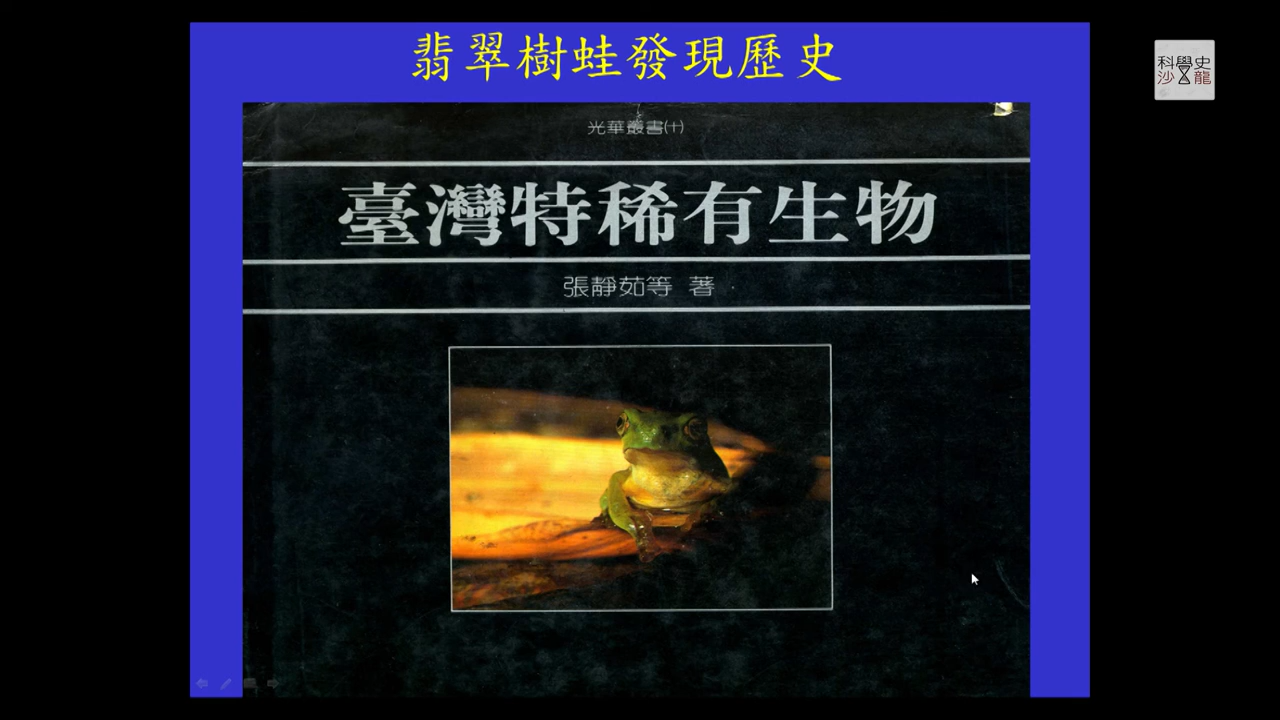 翡翠樹蛙發現歷史
科學史
沙龍
光華叢書(十)
臺灣特稀有生物
張靜茹等 著